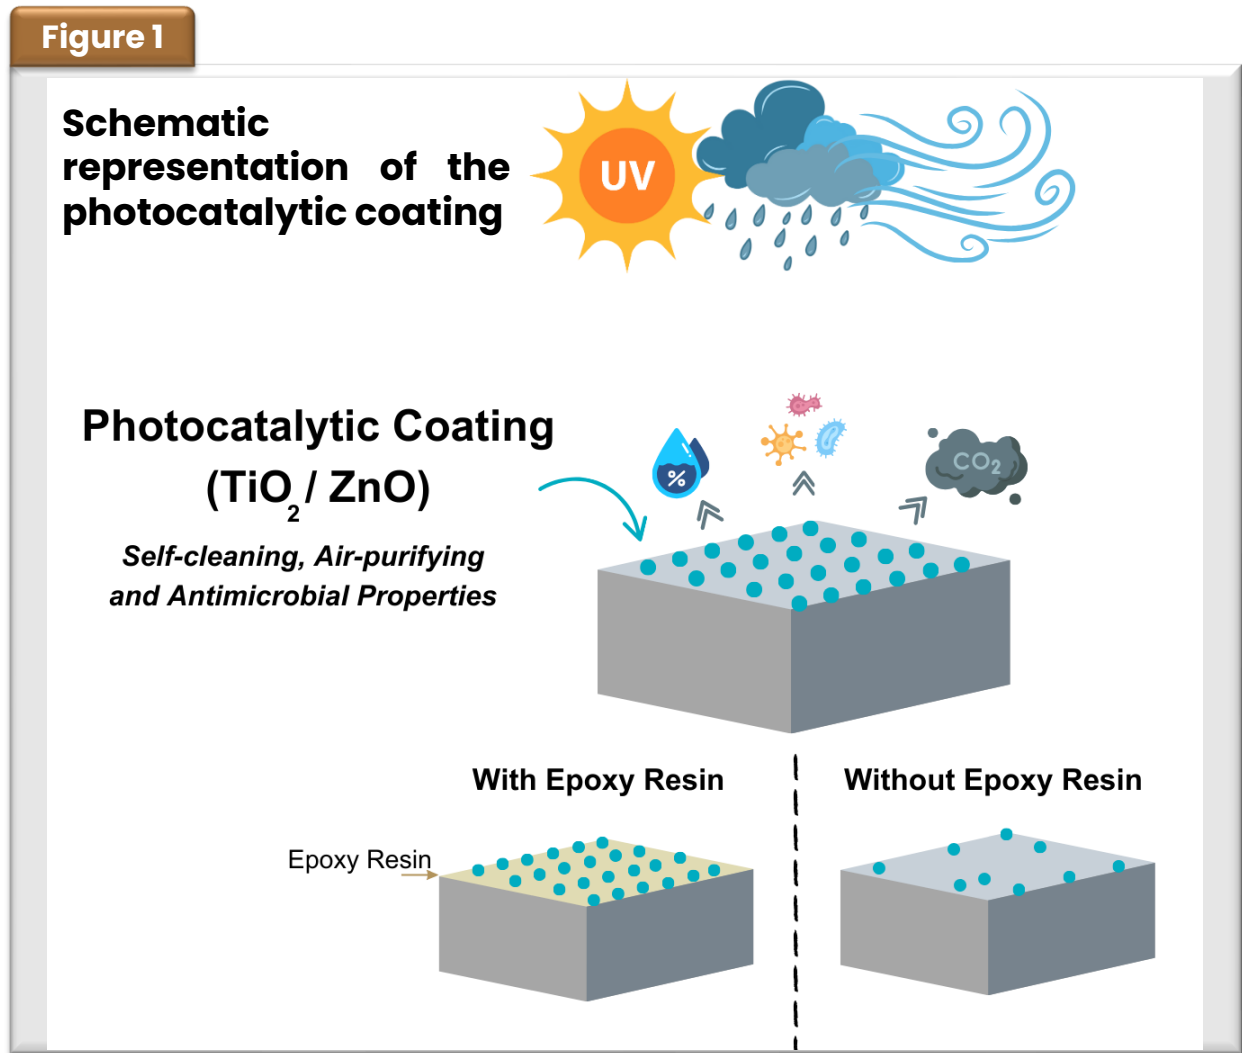 Figure 1
Schematic
representation of the
photocatalytic coating
UV
Photocatalytic Coating
(TiO₂/ ZnO)
Self-cleaning, Air-purifying
and Antimicrobial Properties
%
CO₂
With Epoxy Resin
Without Epoxy Resin
Epoxy Resin